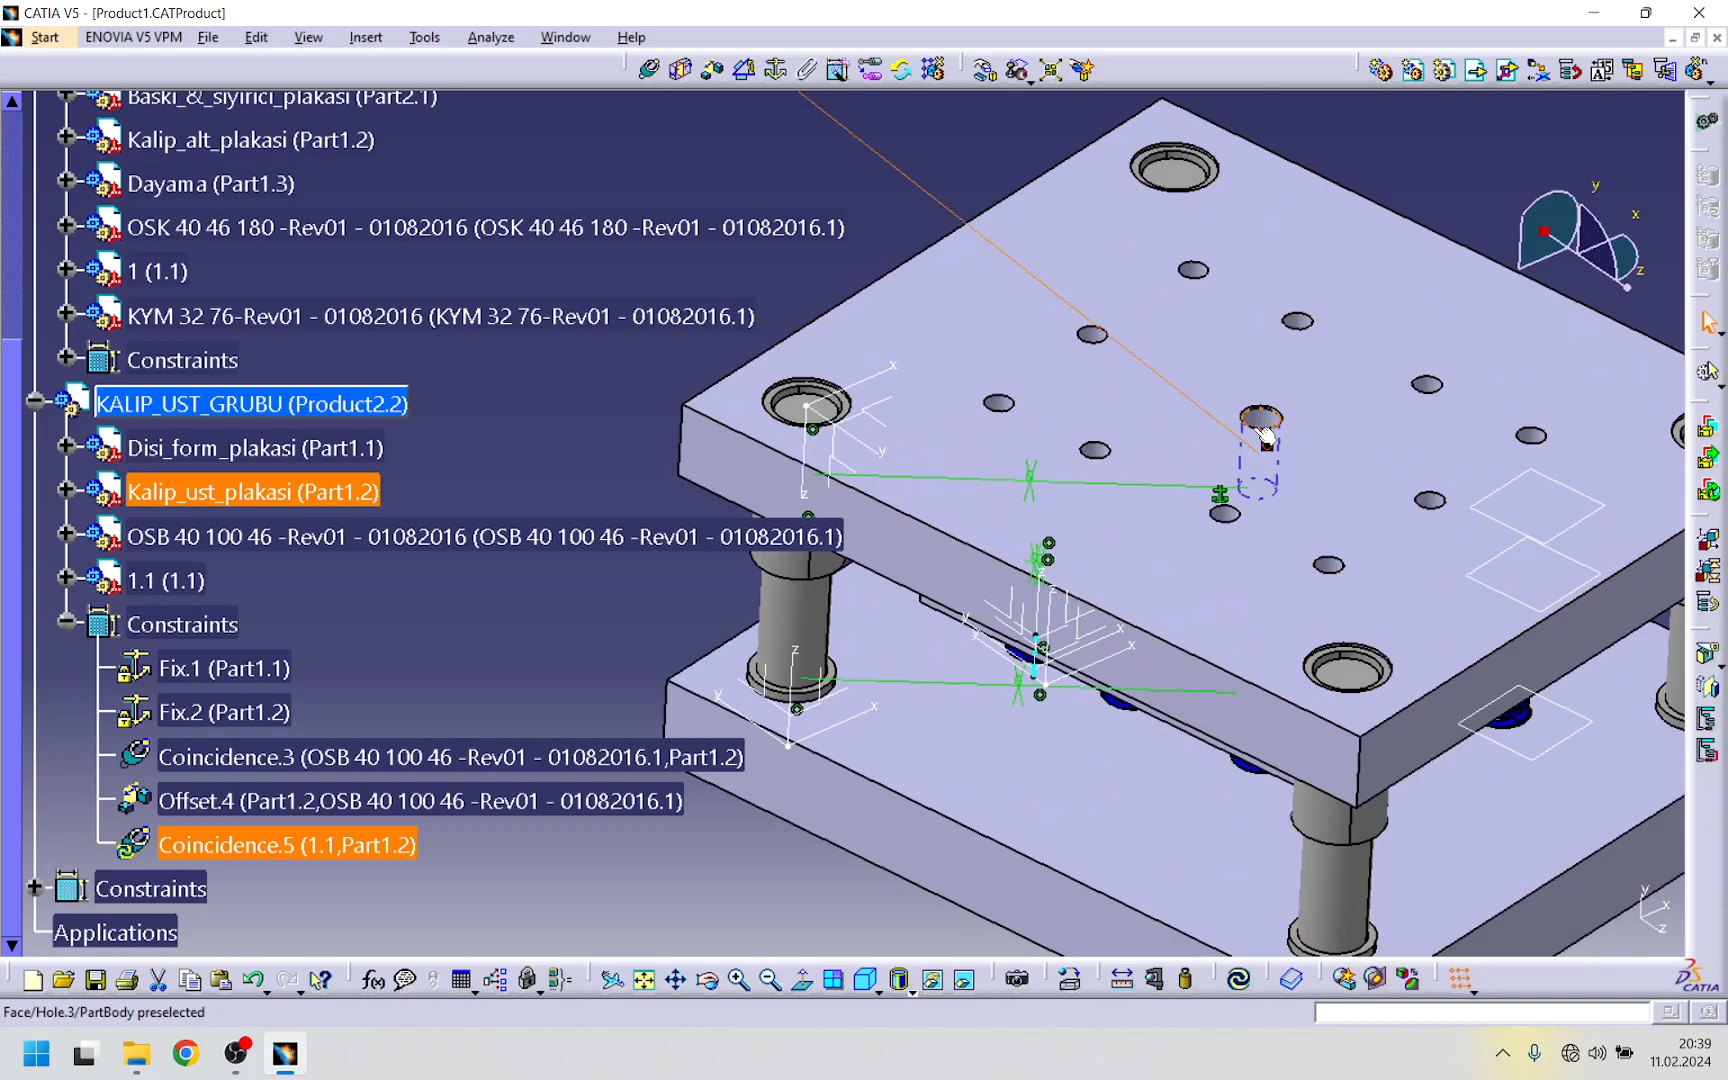 CATIA V5 - [Product1.CATProduct]
Start ENOVIA V5 VPM File Edit View Insert Tools Analyze Window Help
Baski_&_siyirici_plakasi (Part2.1)
Kalip_alt_plakasi (Part1.2)
Dayama (Part1.3)
OSK 40 46 180 -Rev01 - 01082016 (OSK 40 46 180 -Rev01 - 01082016.1)
1 (1.1)
KYM 32 76-Rev01 - 01082016 (KYM 32 76-Rev01 - 01082016.1)
Constraints
KALIP_UST_GRUBU (Product2.2)
Disi_form_plakasi (Part1.1)
Kalip_ust_plakasi (Part1.2)
OSB 40 100 46 -Rev01 - 01082016 (OSB 40 100 46 -Rev01 - 01082016.1)
1.1 (1.1)
Constraints
Fix.1 (Part1.1)
Fix.2 (Part1.2)
Coincidence.3 (OSB 40 100 46 -Rev01 - 01082016.1,Part1.2)
Offset.4 (Part1.2,OSB 40 100 46 -Rev01 - 01082016.1)
Coincidence.5 (1.1,Part1.2)
Constraints
Applications
y
x
z
x
y
z
z
y
x
z
y
x
y
x
z
y
x
z
CATIA
Face/Hole.3/PartBody preselected
20:39
11.02.2024